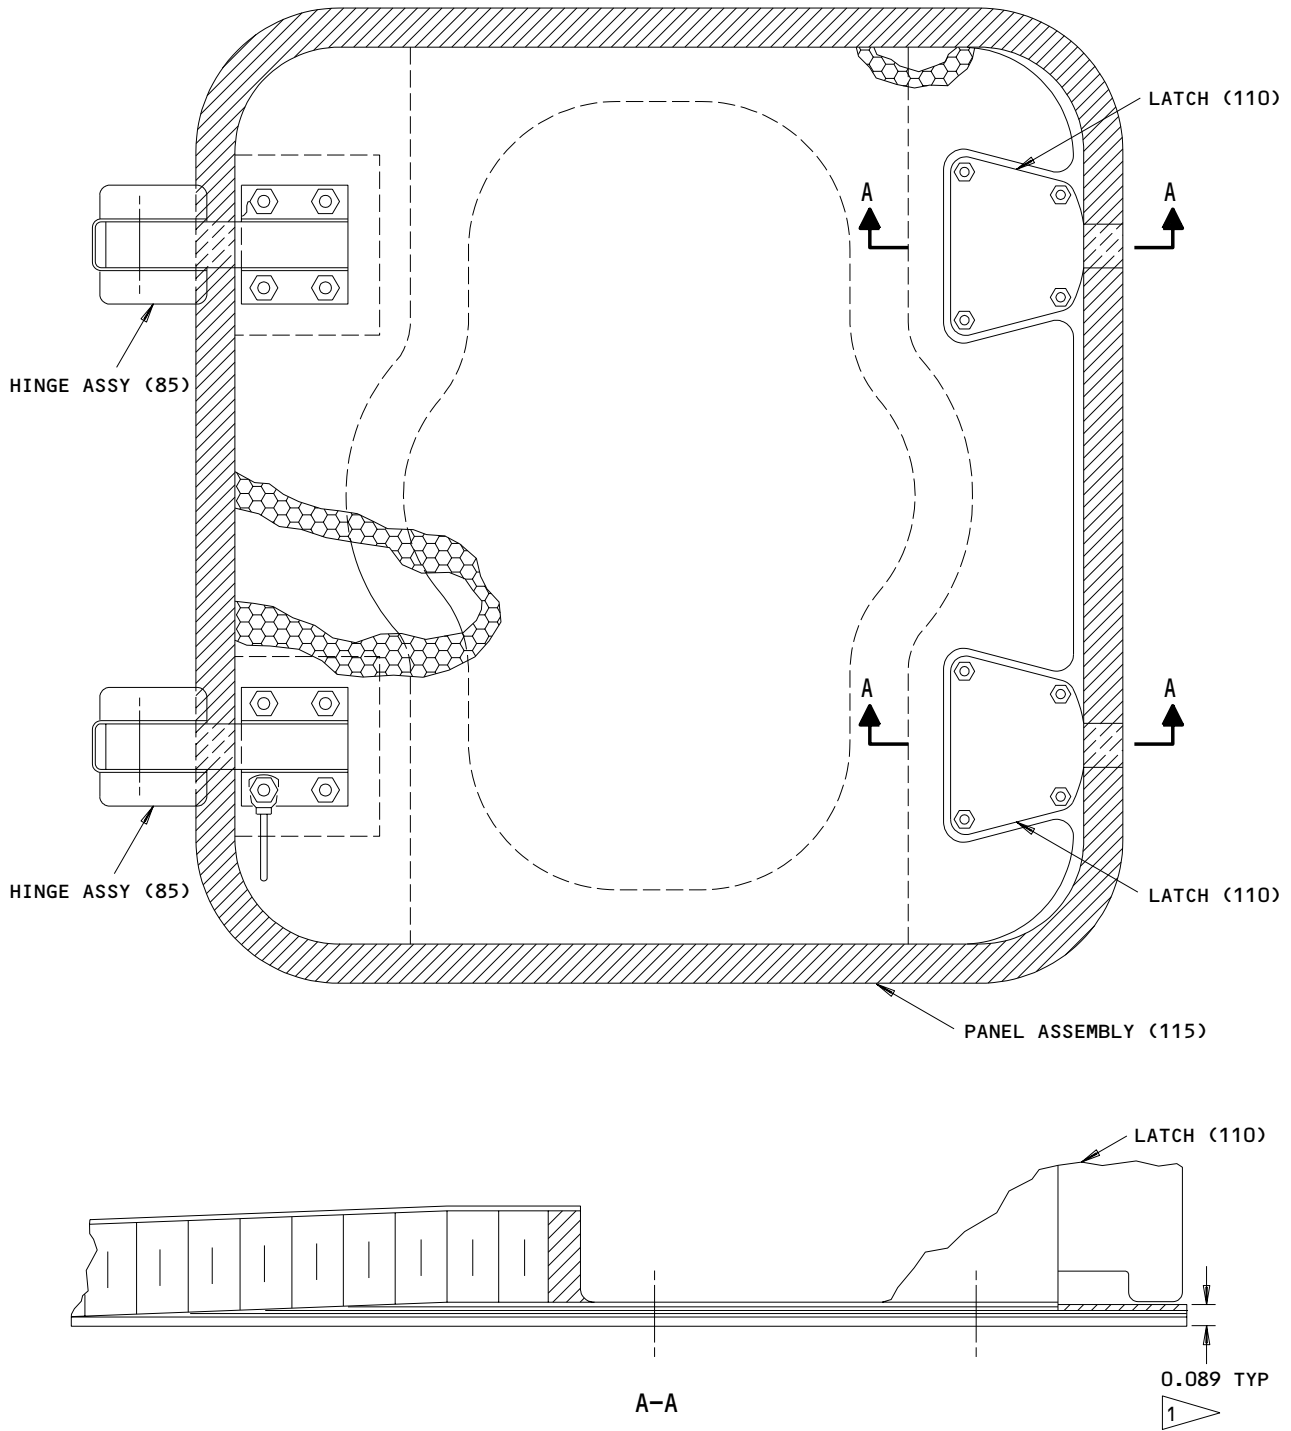 LATCH (110)
A
A
HINGE ASSY (85)
A
A
HINGE ASSY (85)
LATCH (110)
PANEL ASSEMBLY (115)
LATCH (110)
0.089 TYP
A-A
1